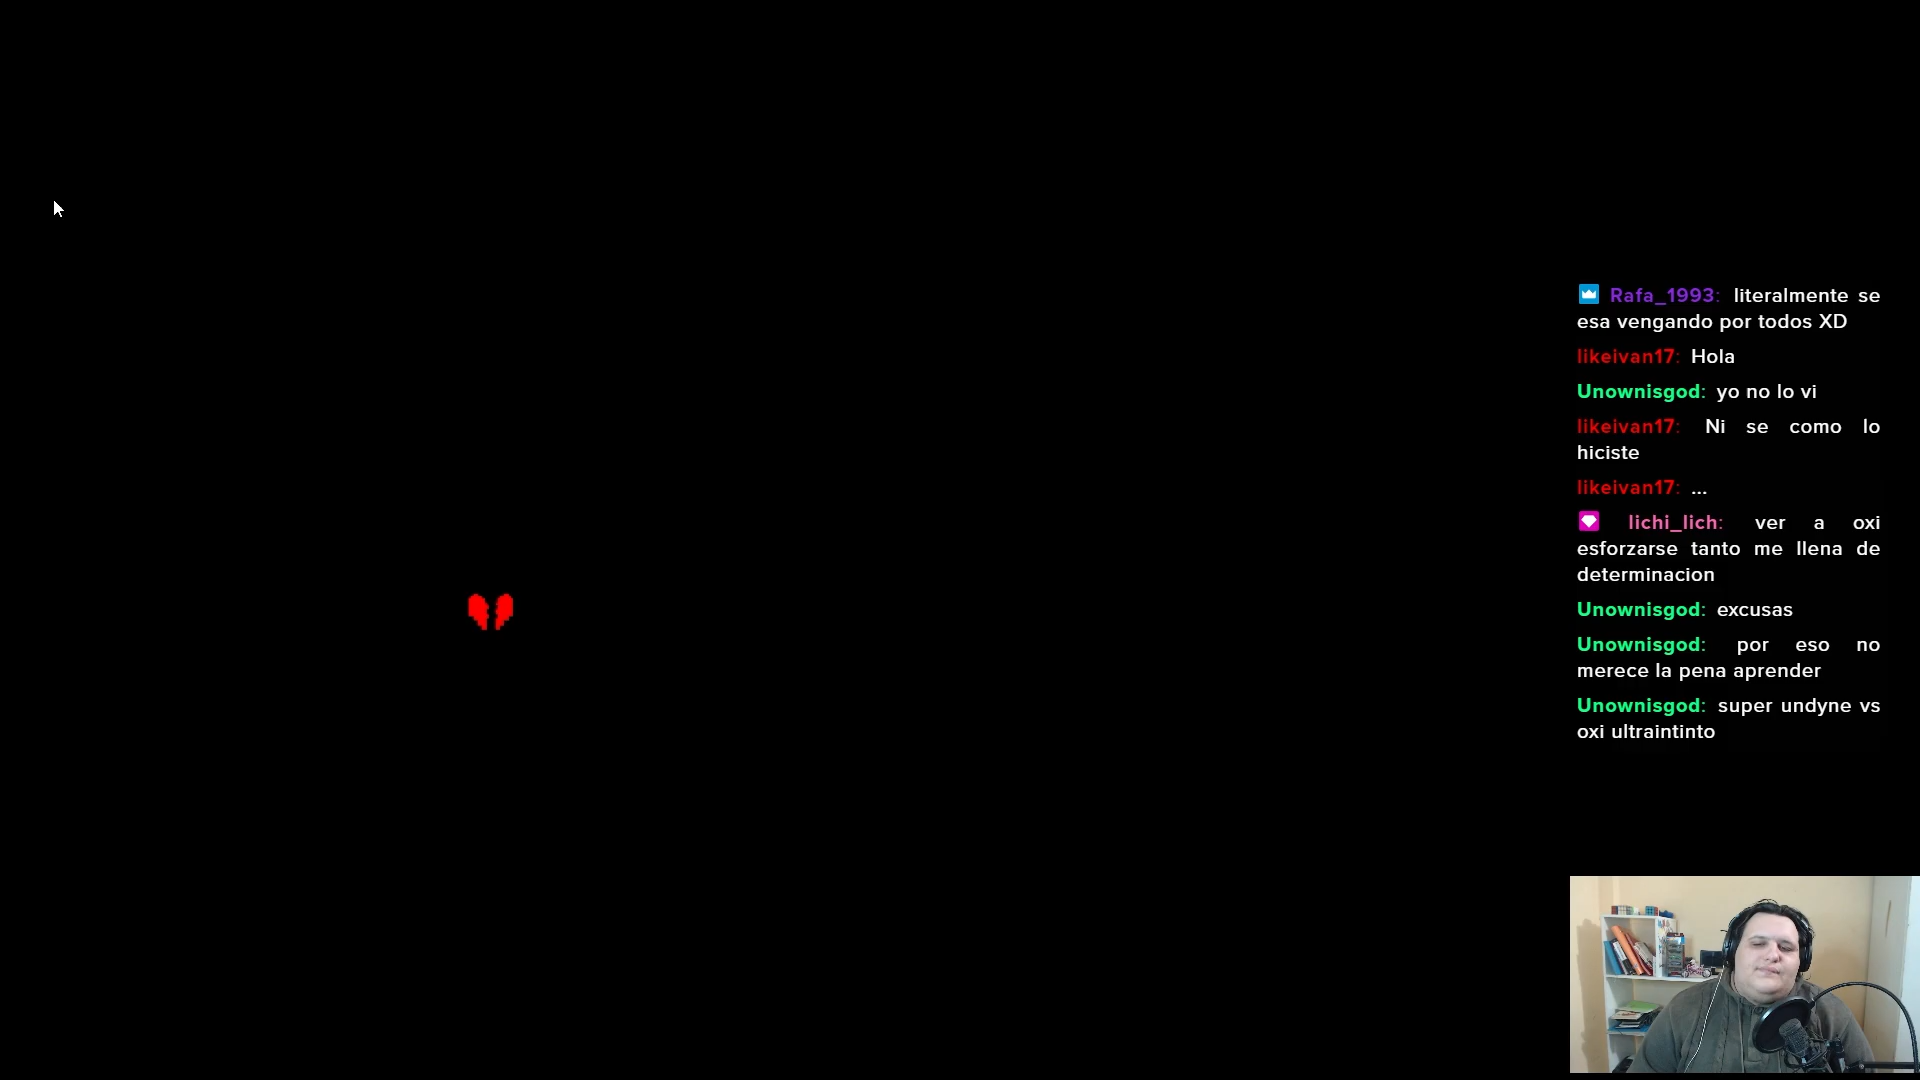 Rafa_1993: literalmente se
esa vengando por todos XD
likeivan17: Hola
Unownisgod: yo no lo vi
likeivan17: Ni se como lo
hiciste
likeivan17: ...
lichi_lich: ver a oxi
esforzarse tanto me llena de
determinacion
Unownisgod: excusas
Unownisgod: por eso no
merece la pena aprender
Unownisgod: super undyne vs
oxi ultraintinto